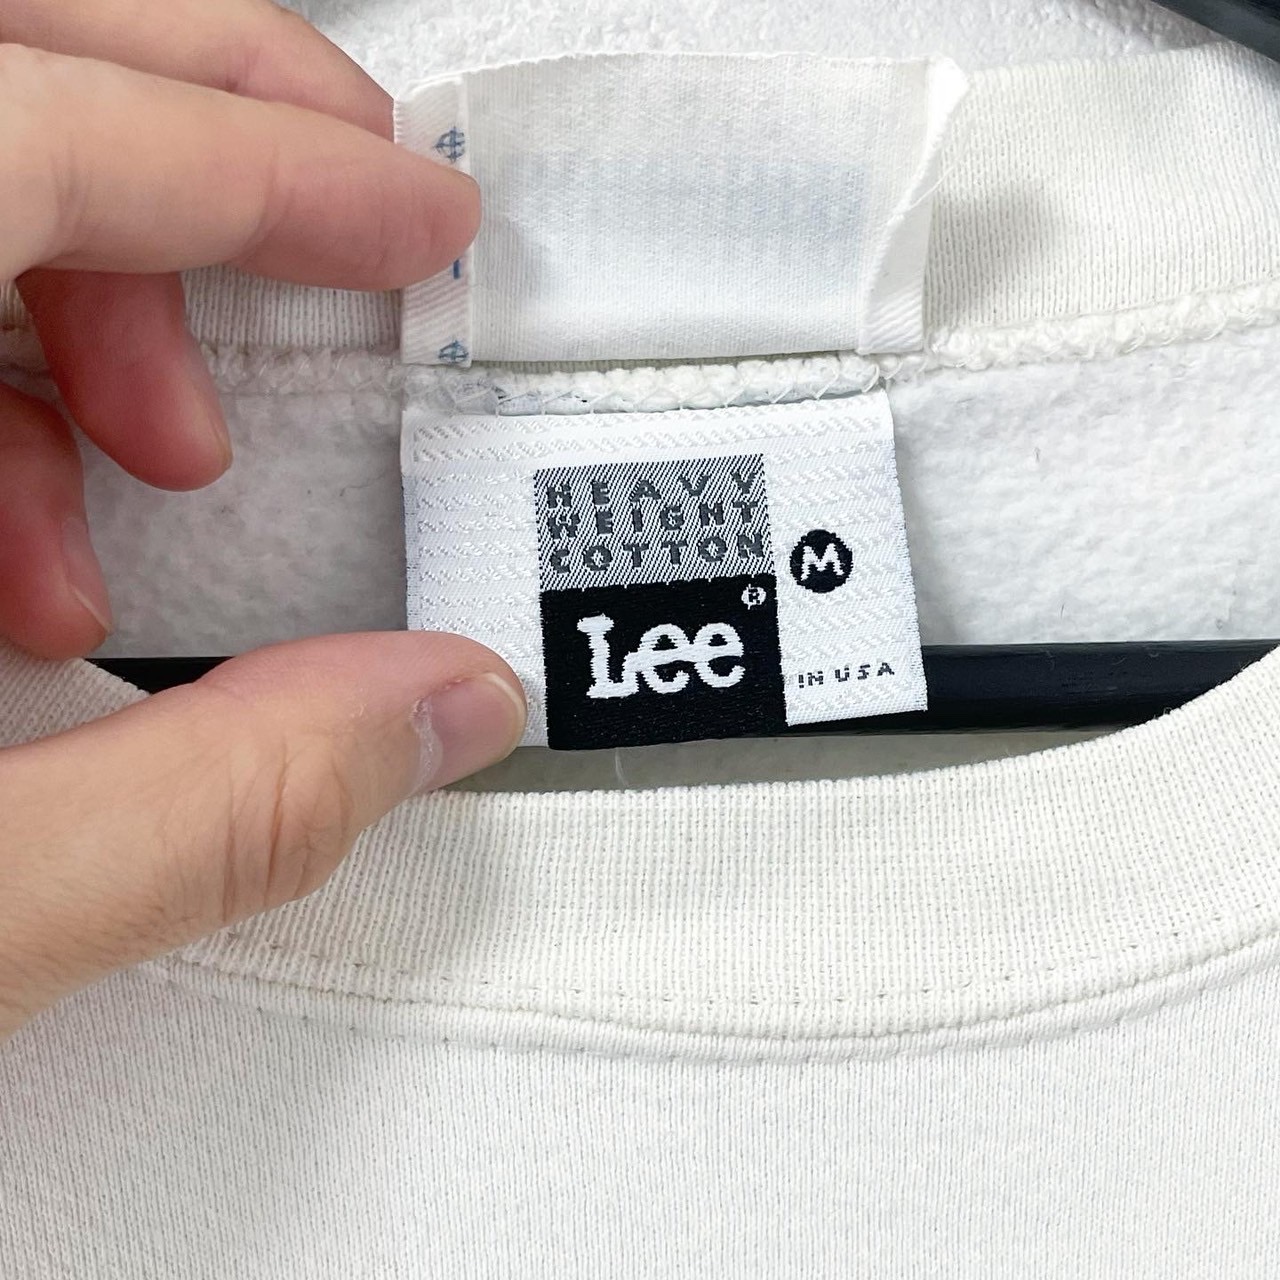 HEAVY
WEIGHT
COTTON
M
®
Lee
IN USA